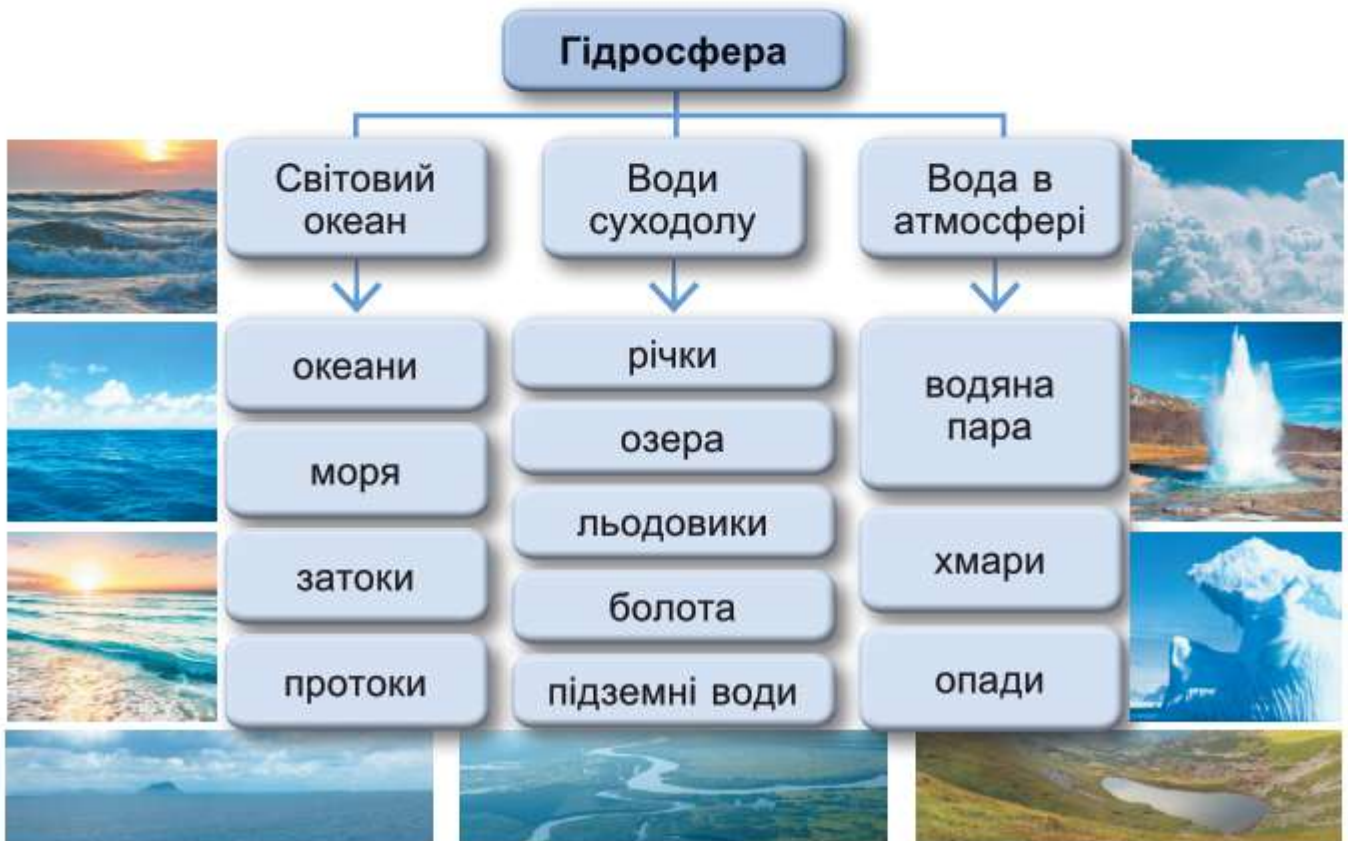 Гідросфера
Світовий
океан
Води
суходолу
Вода в
атмосфері
океани
моря
затоки
протоки
річки
озера
льодовики
болота
підземні води
водяна
пара
хмари
опади